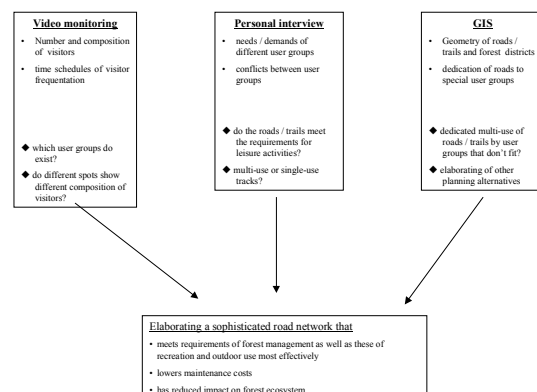 Video monitoring
• Number and composition
of visitors
• time schedules of visitor
frequentation
◆ which user groups do
exist?
◆ do different spots show
different composition of
visitors?
Personal interview
• needs / demands of
different user groups
• conflicts between user
groups
◆ do the roads / trails meet
the requirements for
leisure activities?
◆ multi-use or single-use
tracks?
GIS
• Geometry of roads /
trails and forest districts
• dedication of roads to
special user groups
◆ dedicated multi-use of
roads / trails by user
groups that don't fit?
◆ elaborating of other
planning alternatives
Elaborating a sophisticated road network that
• meets requirements of forest management as well as these of
recreation and outdoor use most effectively
• lowers maintenance costs
• has reduced impact on forest ecosystem